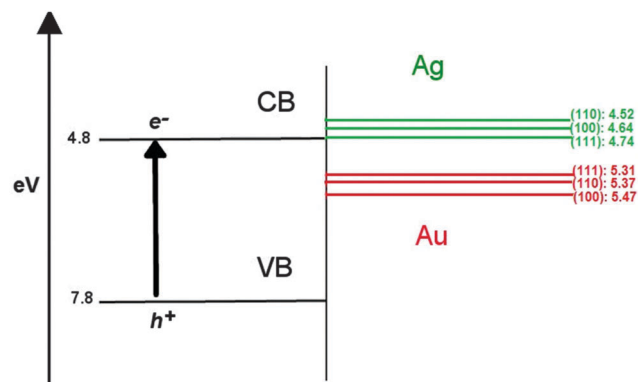 Ag
CB
e-
(110): 4.52
(100): 4.64
(111): 4.74
4.8
eV
(111): 5.31
(110): 5.37
(100): 5.47
Au
VB
7.8
h+